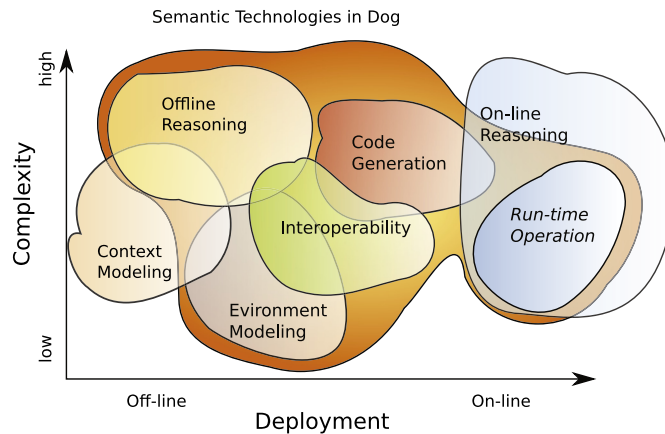 Semantic Technologies in Dog
high
Complexity
low
Offline
Reasoning
Code
Generation
On-line
Reasoning
Context
Modeling
Interoperability
Run-time
Operation
Evironment
Modeling
Off-line
On-line
Deployment